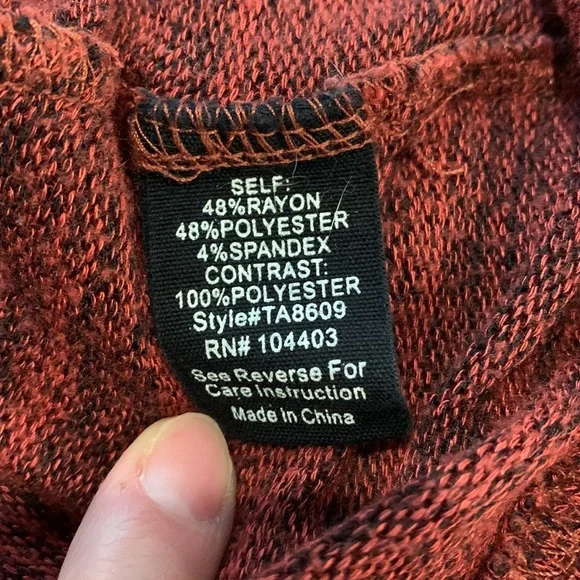 SELF:
48%RAYON
48%POLYESTER
4%SPANDEX
CONTRAST:
100%POLYESTER
Style#TA8609
RN# 104403
See Reverse For
Care Instruction
Made in China